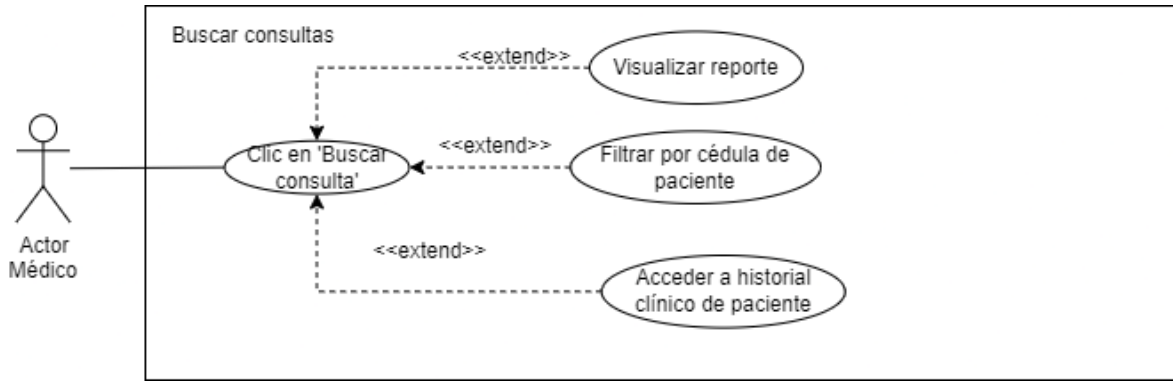 Buscar consultas
<<extend>>
Visualizar reporte
Clic en 'Buscar
consulta'
<<extend>>
Filtrar por cédula de
paciente
Actor
Médico
<<extend>>
Acceder a historial
clínico de paciente